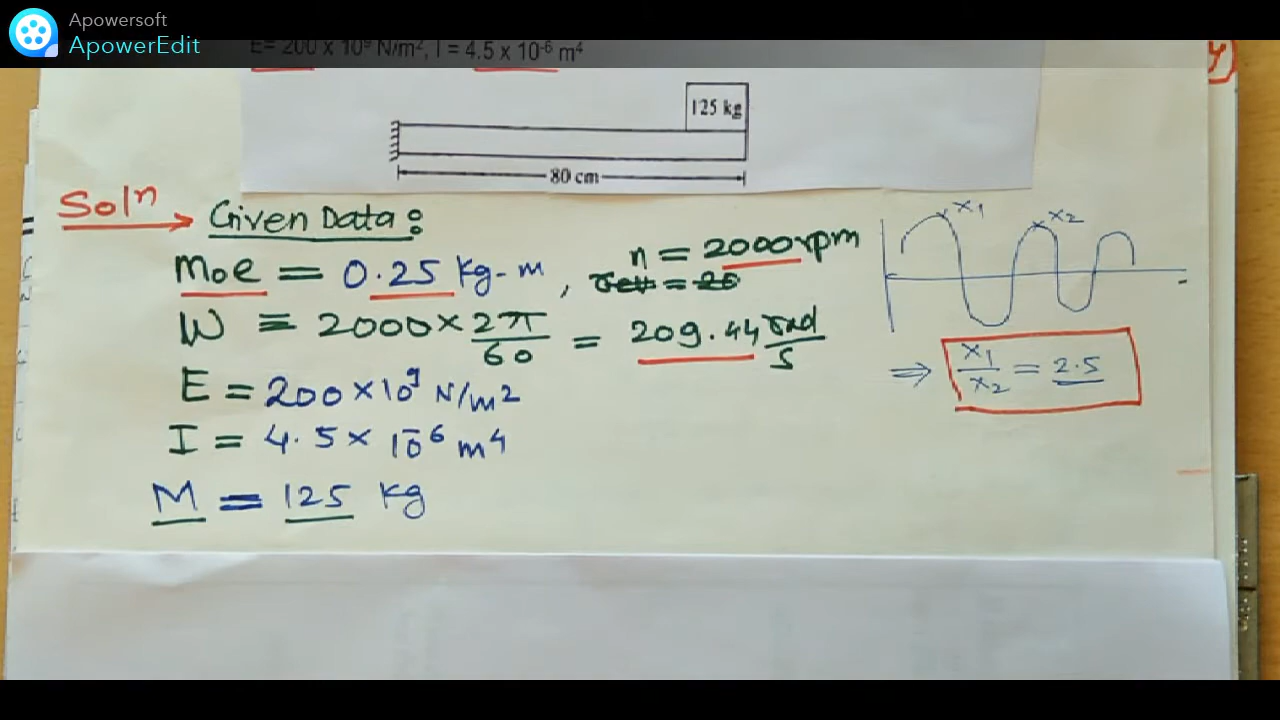 Apowersoft
ApowerEdit
E= 200 x 10⁹ N/m², I = 4.5 x 10⁻⁶ m⁴
125 kg
80 cm
Solⁿ → Given Data :
m₀e = 0.25 kg-m , n = 2000 rpm
W = 2000 × 2π/60 = 209.44 rad/s
E = 200 × 10⁹ N/m²
I = 4.5 × 10⁻⁶ m⁴
M = 125 kg
x₁ x₂
⇒ x₁/x₂ = 2.5